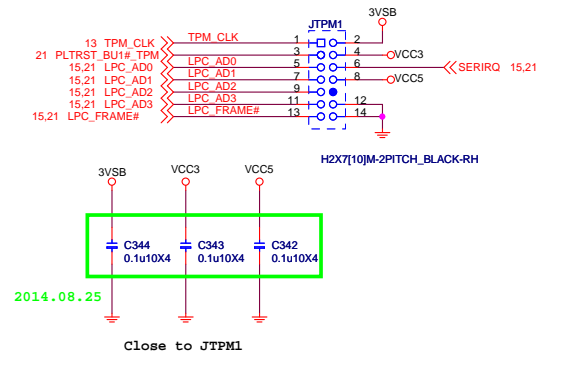 3VSB
JTPM1
13 TPM_CLK TPM_CLK 1 2
21 PLTRST_BU1#_TPM 3 4 VCC3
15,21 LPC_AD0 LPC_AD0 5 6 SERIRQ 15,21
15,21 LPC_AD1 LPC_AD1 7 8 VCC5
15,21 LPC_AD2 LPC_AD2 9
15,21 LPC_AD3 LPC_AD3 11 12
15,21 LPC_FRAME# LPC_FRAME# 13 14
H2X7[10]M-2PITCH_BLACK-RH
3VSB VCC3 VCC5
C344 C343 C342
0.1u10X4 0.1u10X4 0.1u10X4
2014.08.25
Close to JTPM1